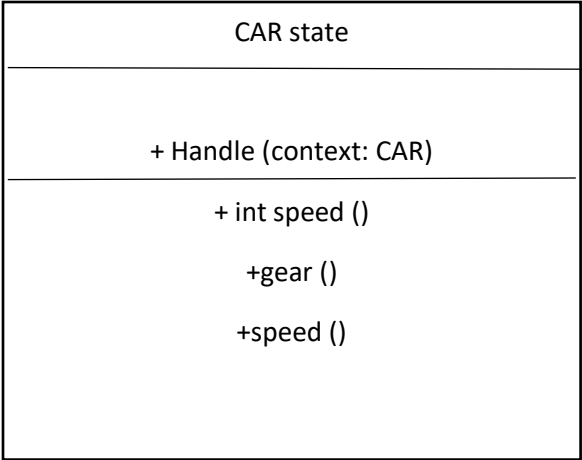 CAR state
+ Handle (context: CAR)
+ int speed ()
+gear ()
+speed ()